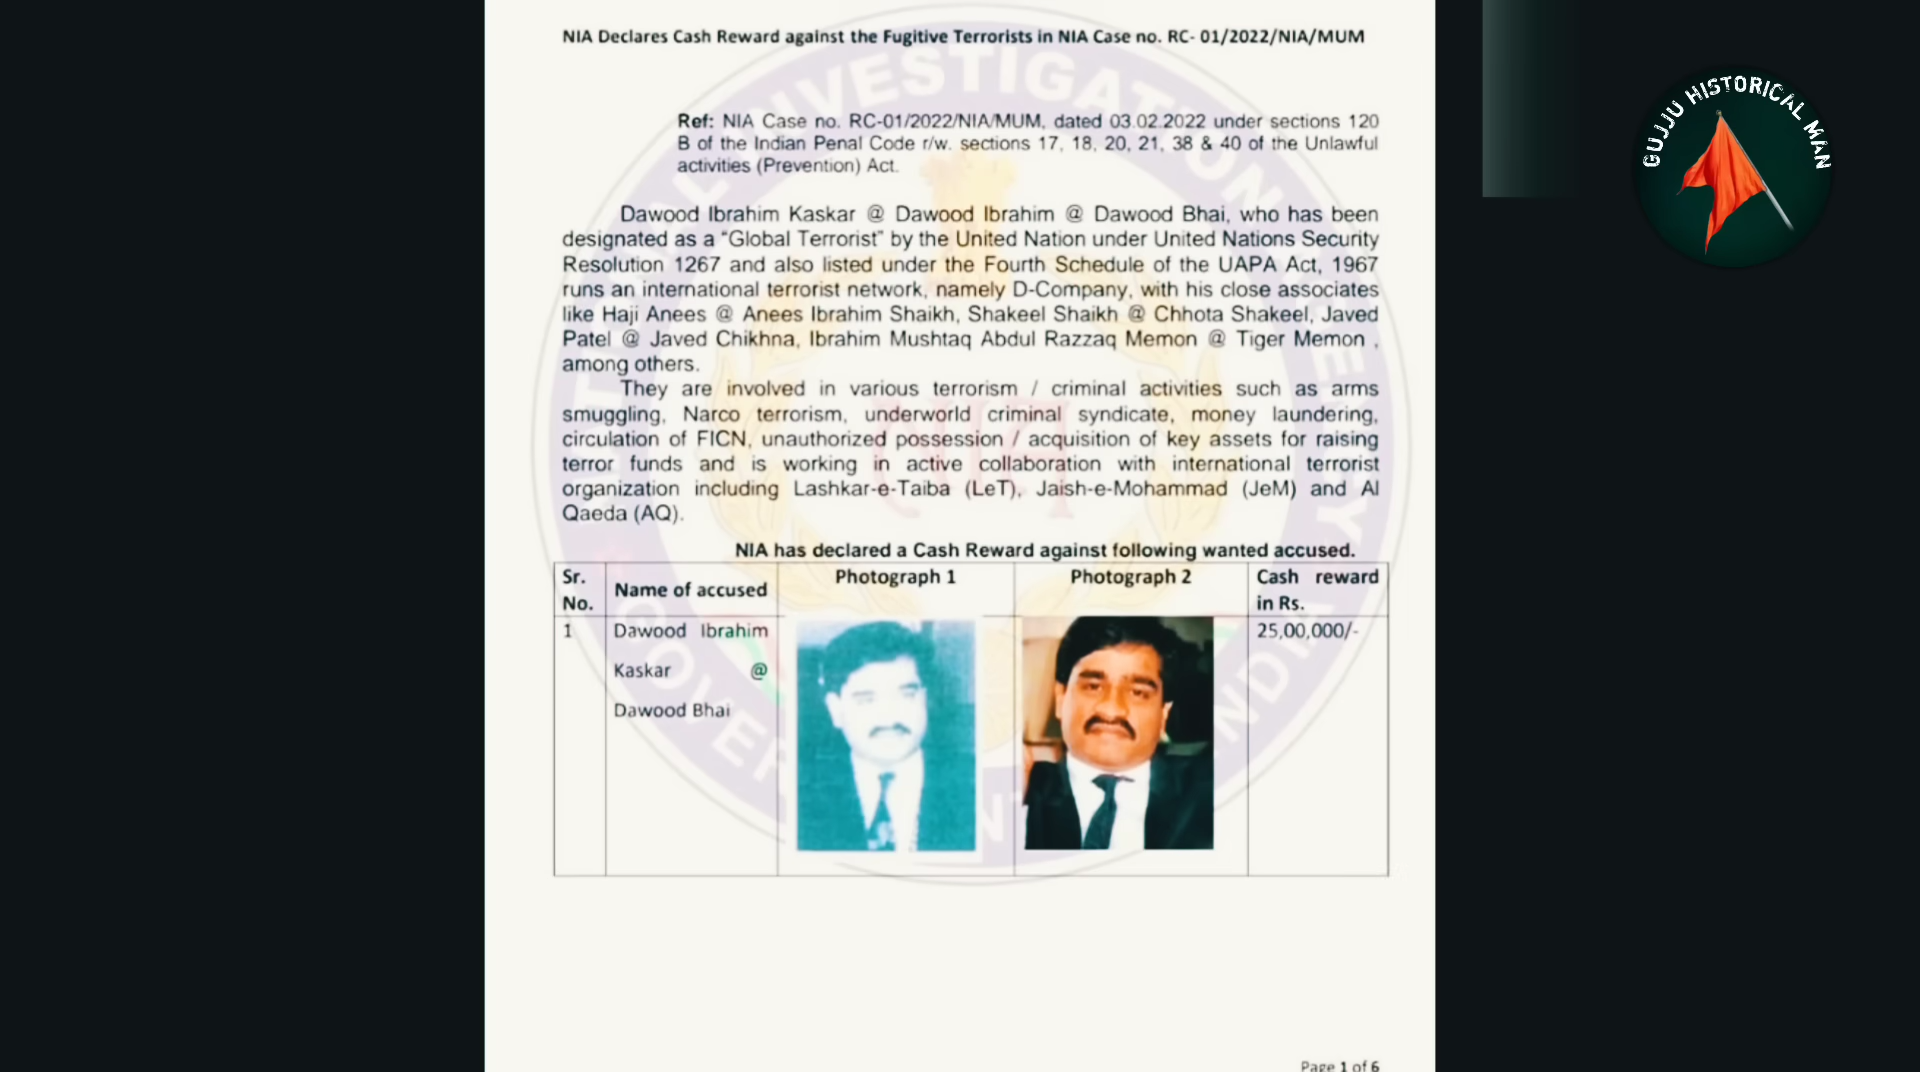 NIA Declares Cash Reward against the Fugitive Terrorists in NIA Case no. RC- 01/2022/NIA/MUM
Ref: NIA Case no. RC-01/2022/NIA/MUM, dated 03.02.2022 under sections 120
B of the Indian Penal Code r/w. sections 17, 18, 20, 21, 38 & 40 of the Unlawful
activities (Prevention) Act.
Dawood Ibrahim Kaskar @ Dawood Ibrahim @ Dawood Bhai, who has been
designated as a “Global Terrorist” by the United Nation under United Nations Security
Resolution 1267 and also listed under the Fourth Schedule of the UAPA Act, 1967
runs an international terrorist network, namely D-Company, with his close associates
like Haji Anees @ Anees Ibrahim Shaikh, Shakeel Shaikh @ Chhota Shakeel, Javed
Patel @ Javed Chikhna, Ibrahim Mushtaq Abdul Razzaq Memon @ Tiger Memon ,
among others.
They are involved in various terrorism / criminal activities such as arms
smuggling, Narco terrorism, underworld criminal syndicate, money laundering,
circulation of FICN, unauthorized possession / acquisition of key assets for raising
terror funds and is working in active collaboration with international terrorist
organization including Lashkar-e-Taiba (LeT), Jaish-e-Mohammad (JeM) and Al
Qaeda (AQ).
NIA has declared a Cash Reward against following wanted accused.
Sr. No.
Name of accused
Photograph 1
Photograph 2
Cash reward in Rs.
1
Dawood Ibrahim
Kaskar @
Dawood Bhai
25,00,000/-
Page 1 of 6
GUJJU HISTORICAL MAN
NIA